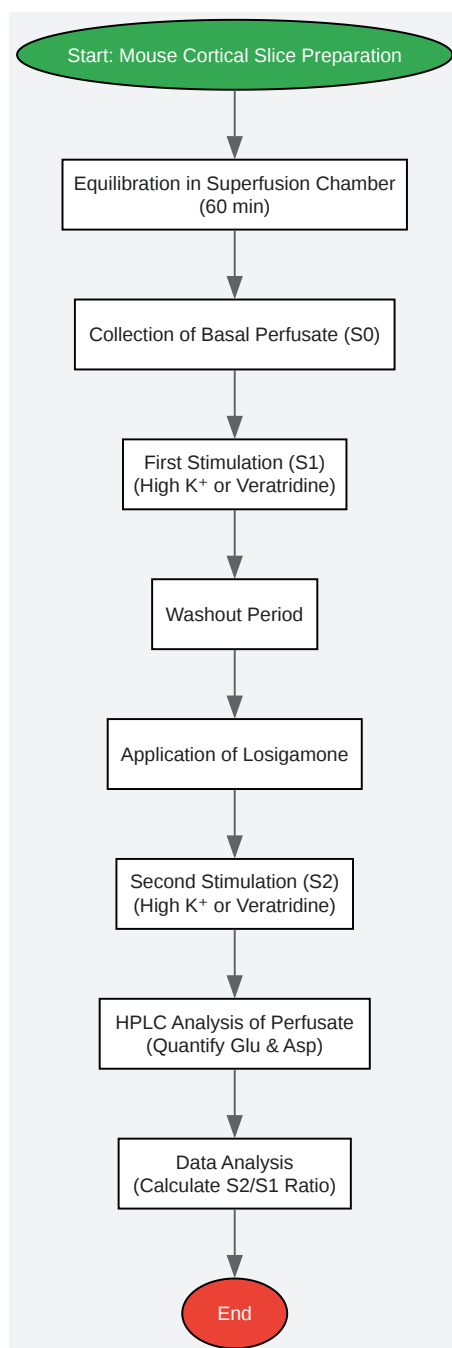 Start: Mouse Cortical Slice Preparation
Equilibration in Superfusion Chamber
(60 min)
Collection of Basal Perfusate (S0)
First Stimulation (S1)
(High K⁺ or Veratridine)
Washout Period
Application of Losigamone
Second Stimulation (S2)
(High K⁺ or Veratridine)
HPLC Analysis of Perfusate
(Quantify Glu & Asp)
Data Analysis
(Calculate S2/S1 Ratio)
End